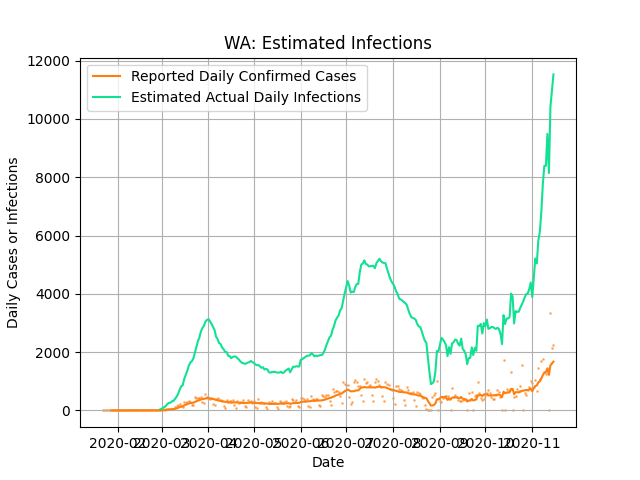 WA: Estimated Infections
Reported Daily Confirmed Cases
Estimated Actual Daily Infections
12000
10000
8000
6000
4000
2000
0
Daily Cases or Infections
2020-02 2020-03 2020-04 2020-05 2020-06 2020-07 2020-08 2020-09 2020-10 2020-11
Date